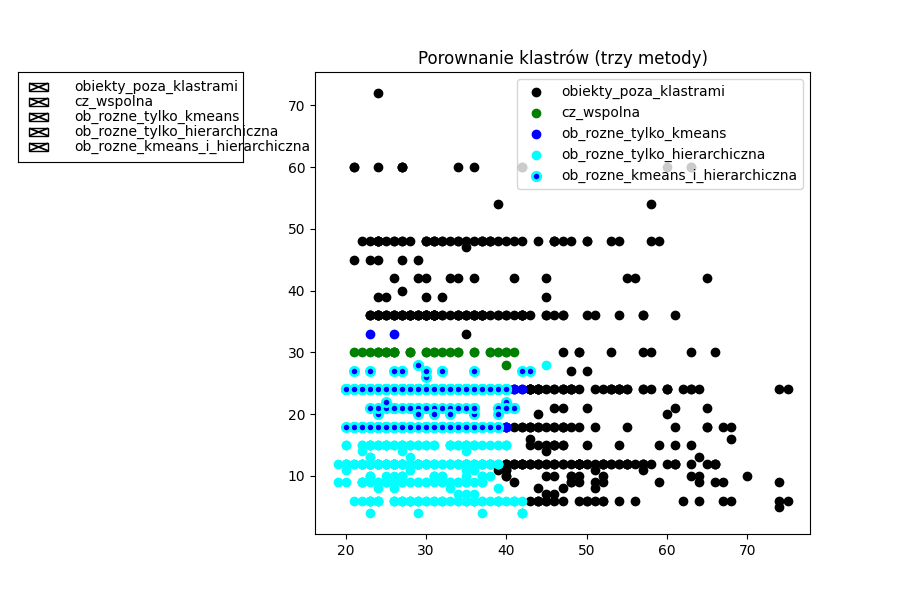 Porownanie klastrów (trzy metody)
obiekty_poza_klastrami
cz_wspolna
ob_rozne_tylko_kmeans
ob_rozne_tylko_hierarchiczna
ob_rozne_kmeans_i_hierarchiczna
obiekty_poza_klastrami
cz_wspolna
ob_rozne_tylko_kmeans
ob_rozne_tylko_hierarchiczna
ob_rozne_kmeans_i_hierarchiczna
70
60
50
40
30
20
10
20 30 40 50 60 70